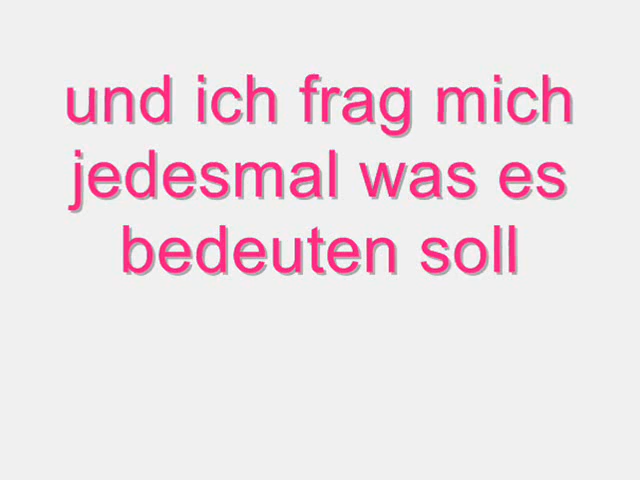 und ich frag mich
jedesmal was es
bedeuten soll